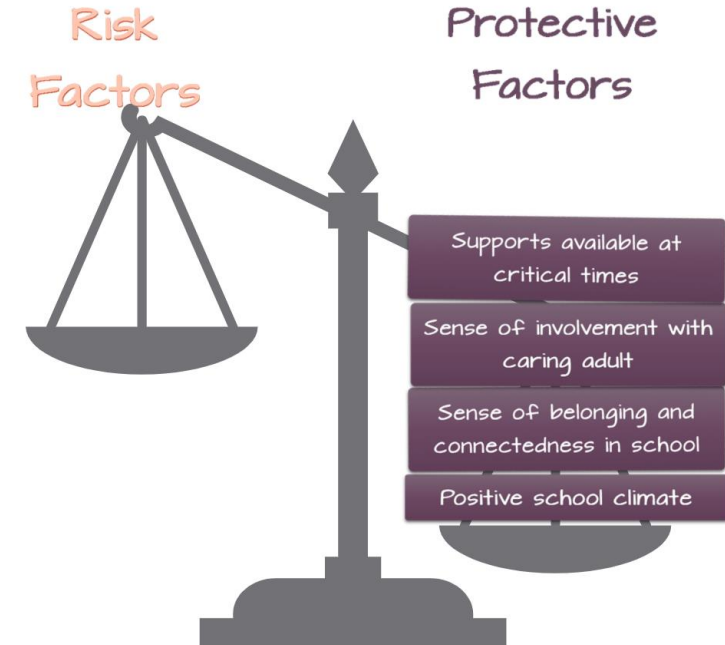 Risk
Factors
Protective
Factors
Supports available at
critical times
Sense of involvement with
caring adult
Sense of belonging and
connectedness in school
Positive school climate